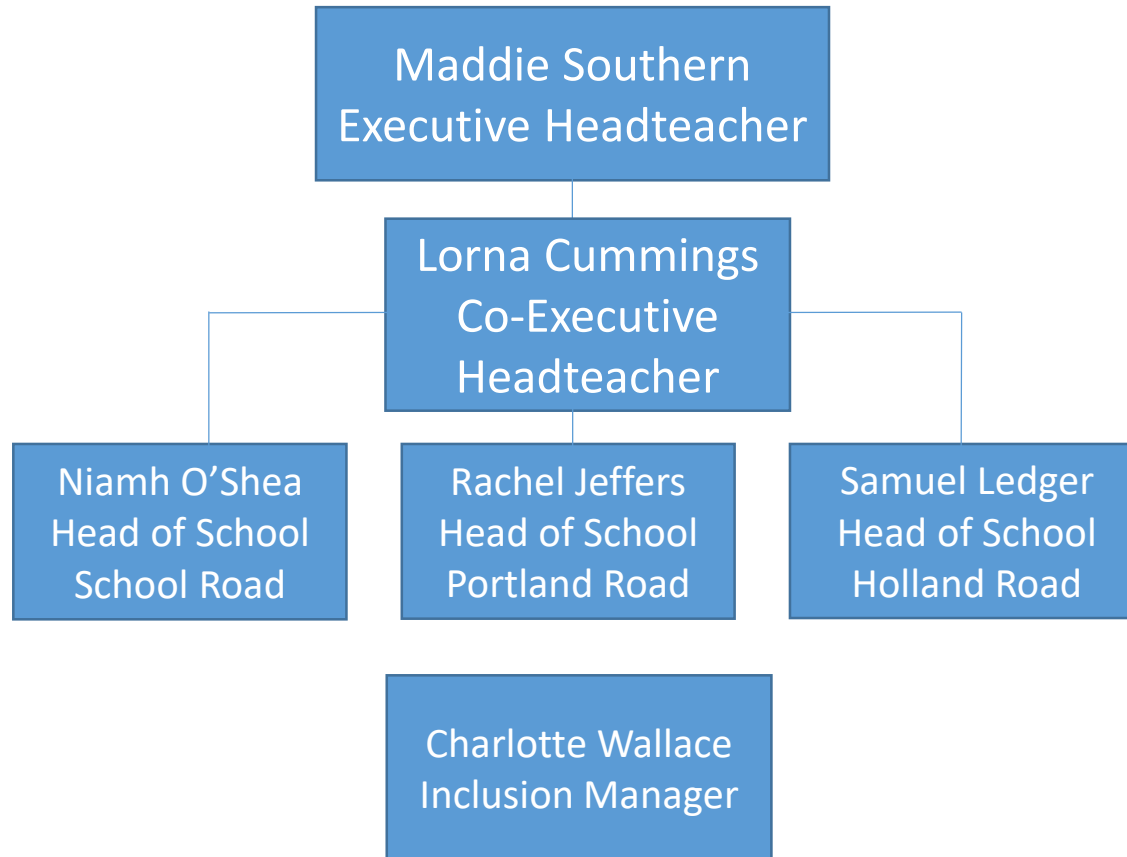 Maddie Southern
Executive Headteacher
Lorna Cummings
Co-Executive
Headteacher
Niamh O’Shea
Head of School
School Road
Rachel Jeffers
Head of School
Portland Road
Samuel Ledger
Head of School
Holland Road
Charlotte Wallace
Inclusion Manager